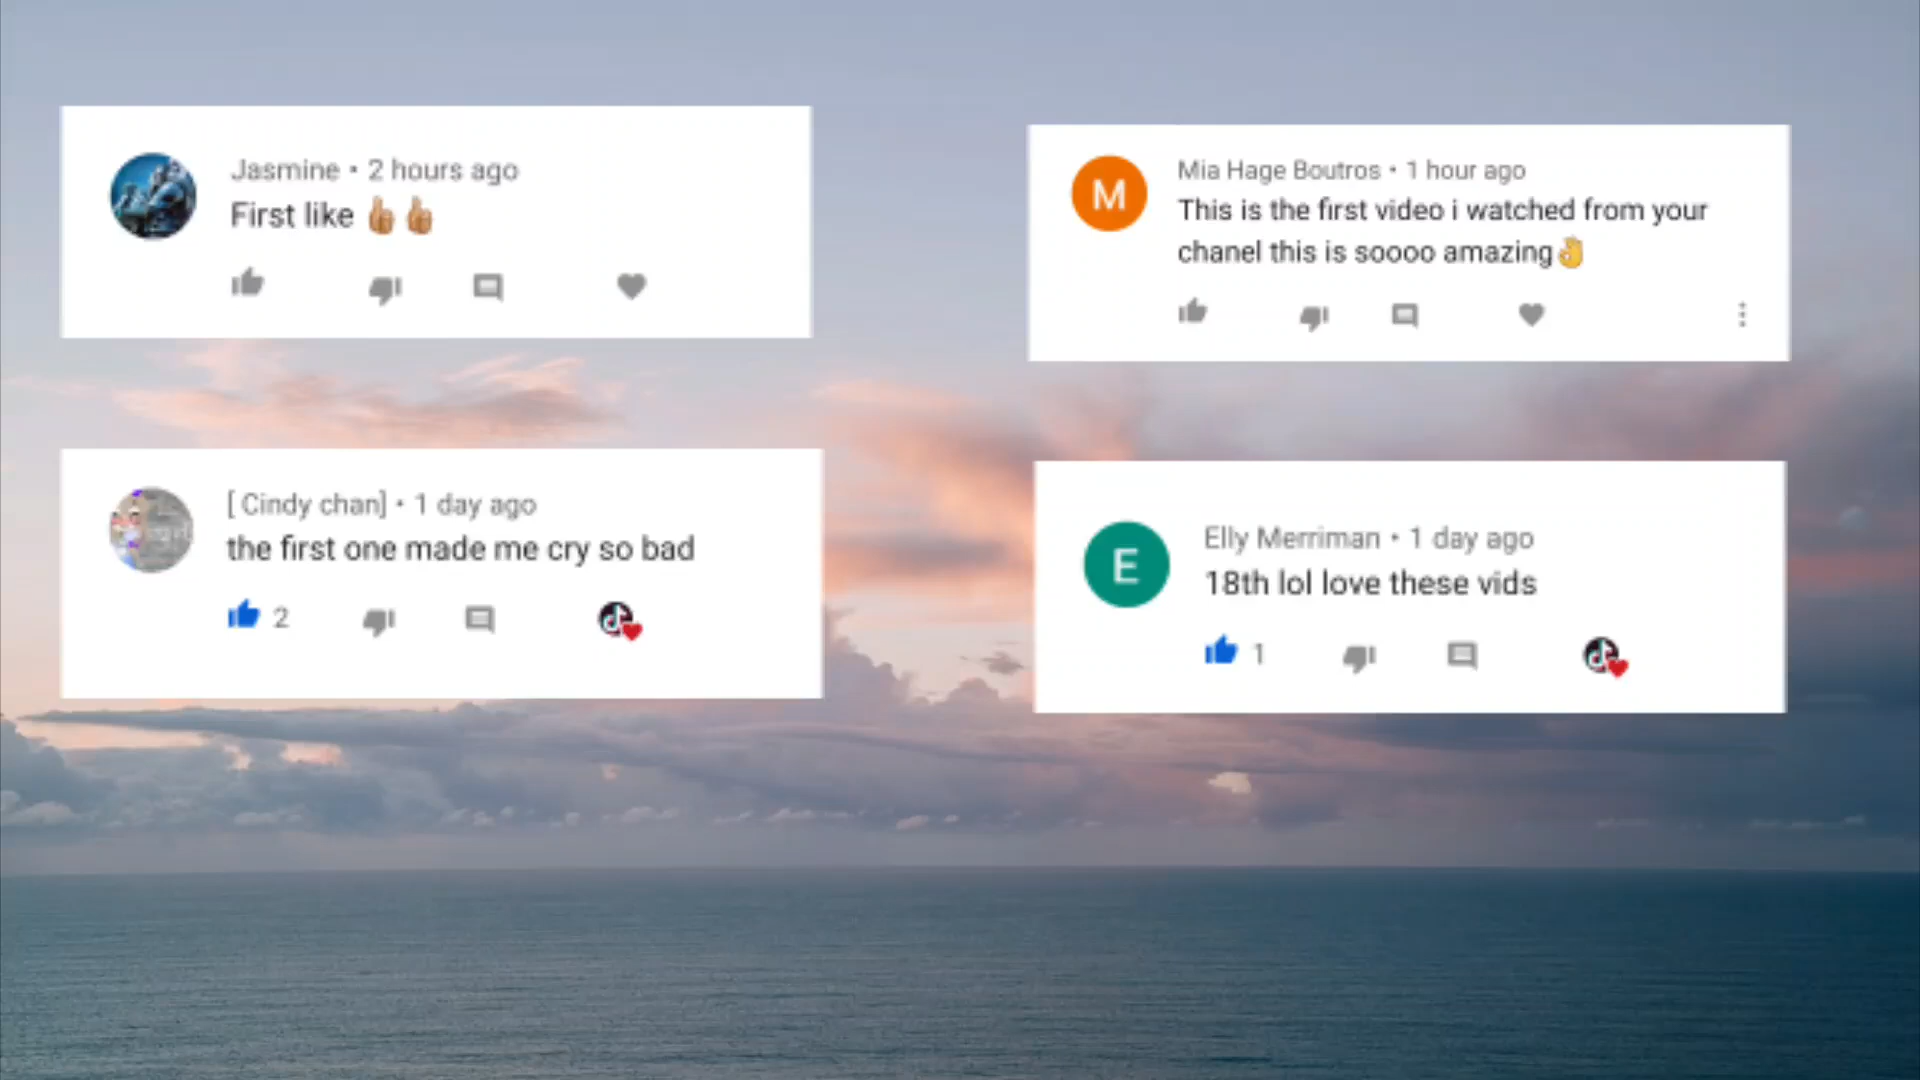 Jasmine • 2 hours ago
First like 👍🏽👍🏽
Mia Hage Boutros • 1 hour ago
M
This is the first video i watched from your
chanel this is soooo amazing👌
[ Cindy chan] • 1 day ago
the first one made me cry so bad
2
Elly Merriman • 1 day ago
E
18th lol love these vids
1